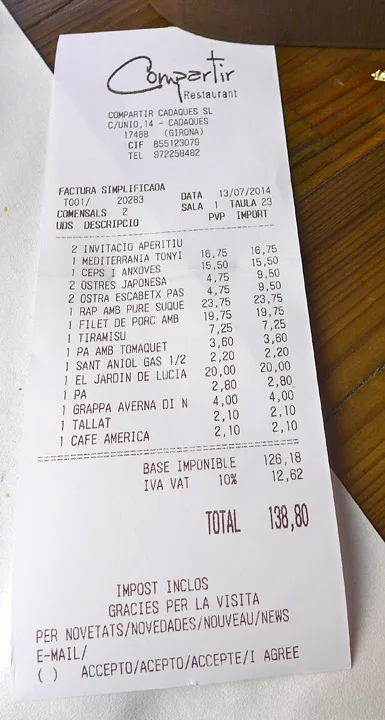 Compartir
Restaurant
COMPARTIR CADAQUES SL
C/UNIO,14 - CADAQUES
17488 (GIRONA)
CIF B55123079
TEL 972258482
FACTURA SIMPLIFICADA
T001/ 20283 DATA 13/07/2014
COMENSALS 2 SALA 1 TAULA 23
UDS DESCRIPCIO PVP IMPORT
2 INVITACIO APERITIU
1 MEDITERRANIA TONYI 16,75 16,75
1 CEPS I ANXOVES 15,50 15,50
2 OSTRES JAPONESA 4,75 9,50
2 OSTRA ESCABETX PAS 4,75 9,50
1 RAP AMB PURE SUQUE 23,75 23,75
1 FILET DE PORC AMB 19,75 19,75
1 TIRAMISU 7,25 7,25
1 PA AMB TOMAQUET 3,60 3,60
1 SANT ANIOL GAS 1/2 2,20 2,20
1 EL JARDIN DE LUCIA 20,00 20,00
1 PA 2,80 2,80
1 GRAPPA AVERNA DI N 4,00 4,00
1 TALLAT 2,10 2,10
1 CAFE AMERICA 2,10 2,10
BASE IMPONIBLE 126,18
IVA VAT 10% 12,62
TOTAL 138,80
IMPOST INCLOS
GRACIES PER LA VISITA
PER NOVETATS/NOVEDADES/NOUVEAU/NEWS
E-MAIL/
( ) ACCEPTO/ACEPTO/ACCEPTE/I AGREE